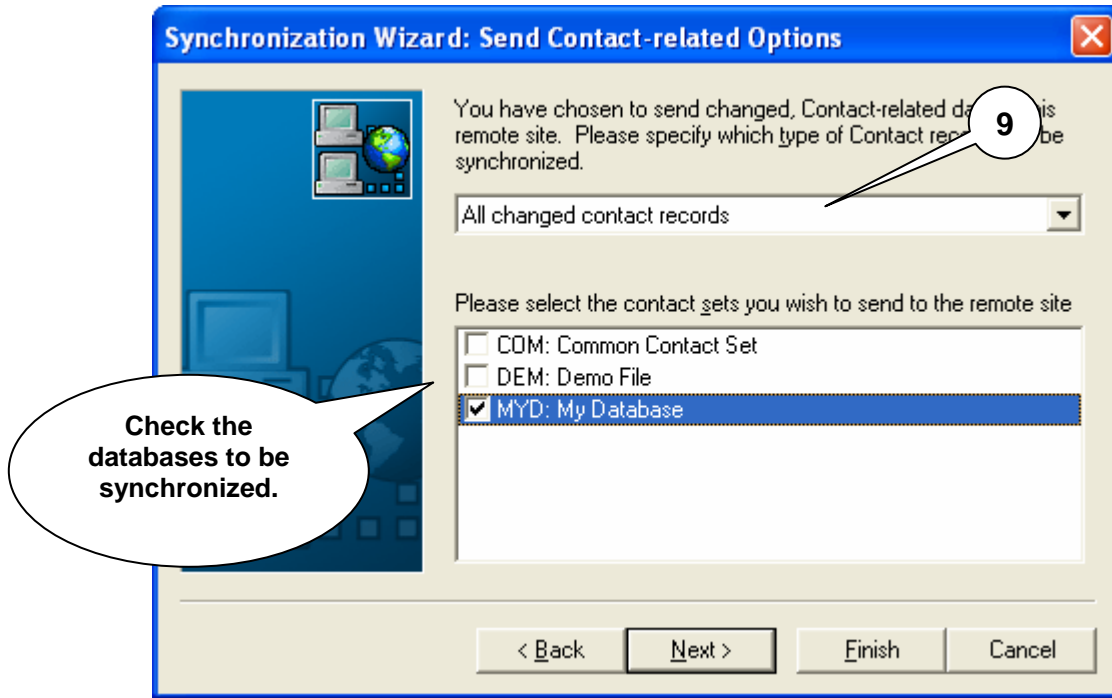 Synchronization Wizard: Send Contact-related Options
You have chosen to send changed, Contact-related da his
remote site. Please specify which type of Contact rec be
synchronized.
9
All changed contact records
Please select the contact sets you wish to send to the remote site
COM: Common Contact Set
DEM: Demo File
MYD: My Database
Check the
databases to be
synchronized.
< Back
Next >
Finish
Cancel